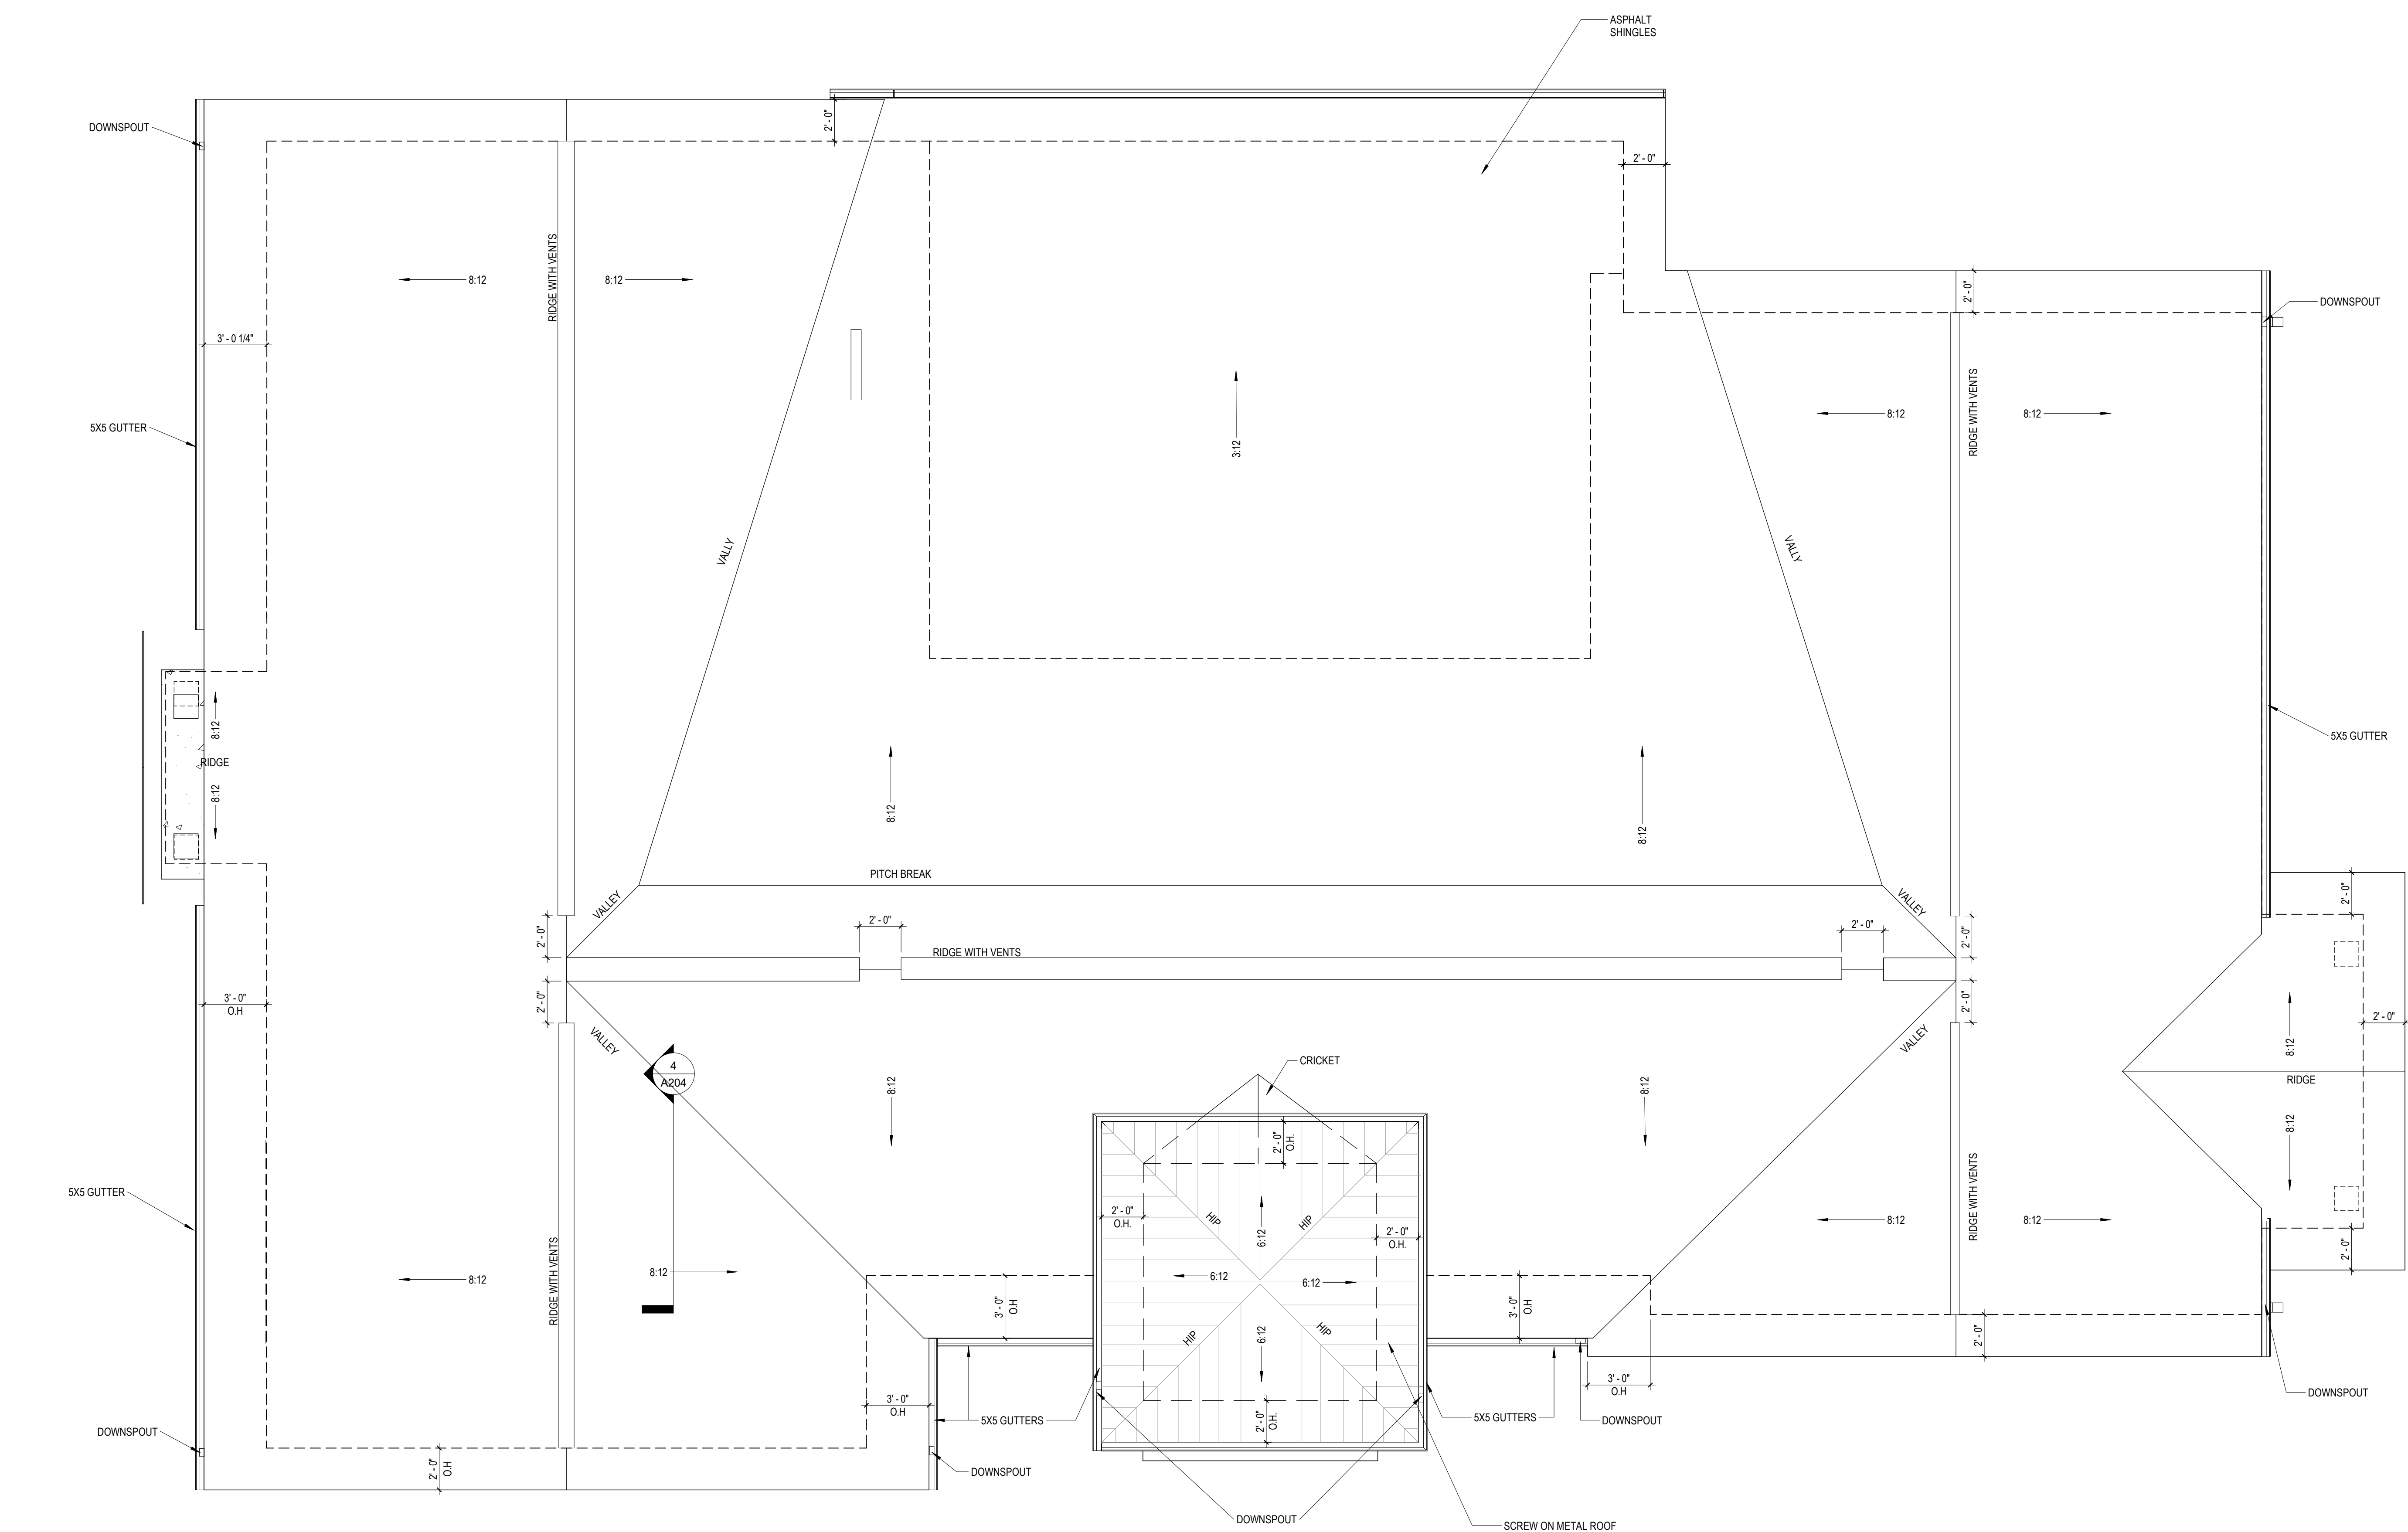 ASPHALT
SHINGLES
2' - 0"
DOWNSPOUT
2' - 0"
RIDGE WITH VENTS
8:12
8:12
2' - 0"
DOWNSPOUT
3' - 0 1/4"
RIDGE WITH VENTS
8:12
8:12
5X5 GUTTER
3:12
VALLY
VALLY
8:12
5X5 GUTTER
RIDGE
8:12
8:12
8:12
PITCH BREAK
VALLEY
VALLEY
2' - 0"
2' - 0"
2' - 0"
2' - 0"
2' - 0"
RIDGE WITH VENTS
3' - 0"
O.H
2' - 0"
2' - 0"
2' - 0"
VALLEY
VALLEY
4
A204
CRICKET
8:12
8:12
8:12
RIDGE
8:12
2' - 0"
O.H.
5X5 GUTTER
2' - 0"
O.H.
HIP
HIP
6:12
2' - 0"
O.H.
8:12
8:12
RIDGE WITH VENTS
2' - 0"
RIDGE WITH VENTS
8:12
8:12
6:12
6:12
3' - 0"
O.H
3' - 0"
O.H
HIP
6:12
HIP
2' - 0"
3' - 0"
O.H
3' - 0"
O.H
DOWNSPOUT
5X5 GUTTERS
2' - 0"
O.H.
5X5 GUTTERS
DOWNSPOUT
DOWNSPOUT
2' - 0"
O.H
DOWNSPOUT
DOWNSPOUT
SCREW ON METAL ROOF